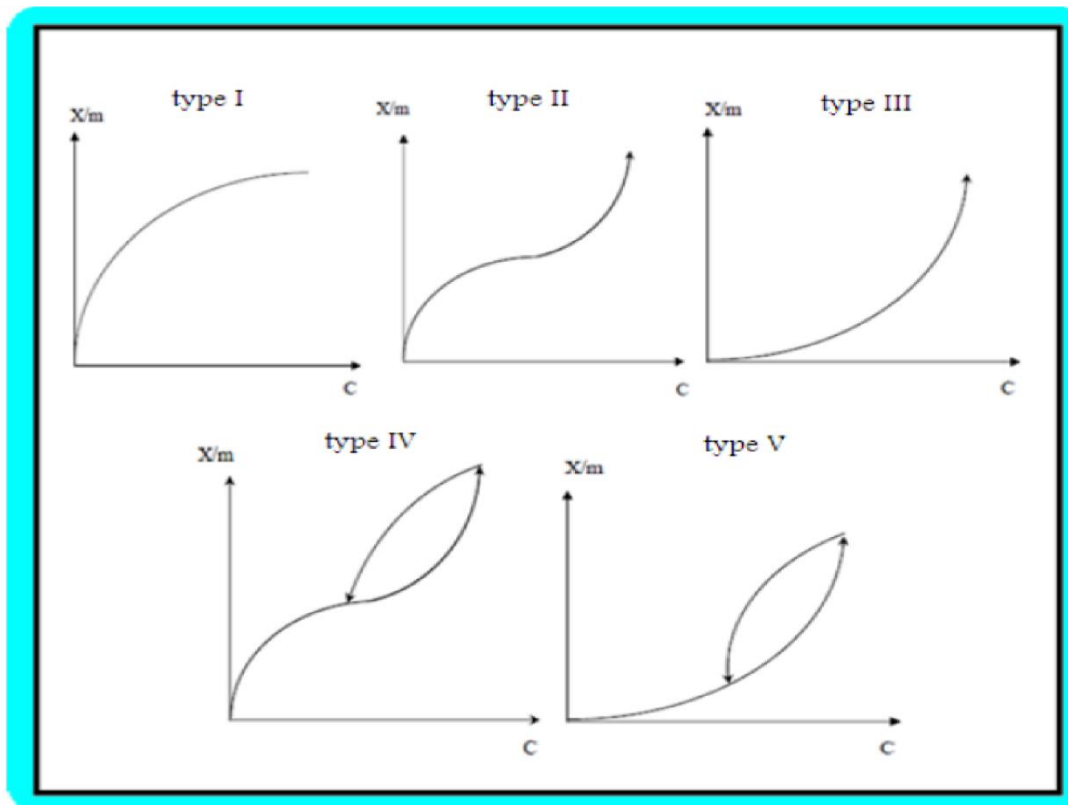 type I
X/m
C
type II
X/m
C
type III
X/m
C
type IV
X/m
C
type V
X/m
C